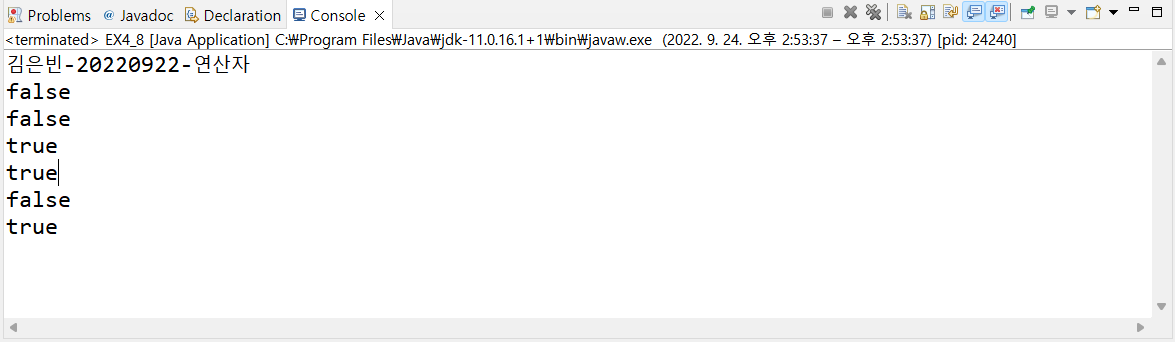 Problems @ Javadoc Declaration Console
<terminated> EX4_8 [Java Application] C:₩Program Files₩Java₩jdk-11.0.16.1+1₩bin₩javaw.exe (2022. 9. 24. 오후 2:53:37 – 오후 2:53:37) [pid: 24240]
김은빈-20220922-연산자
false
false
true
true
false
true